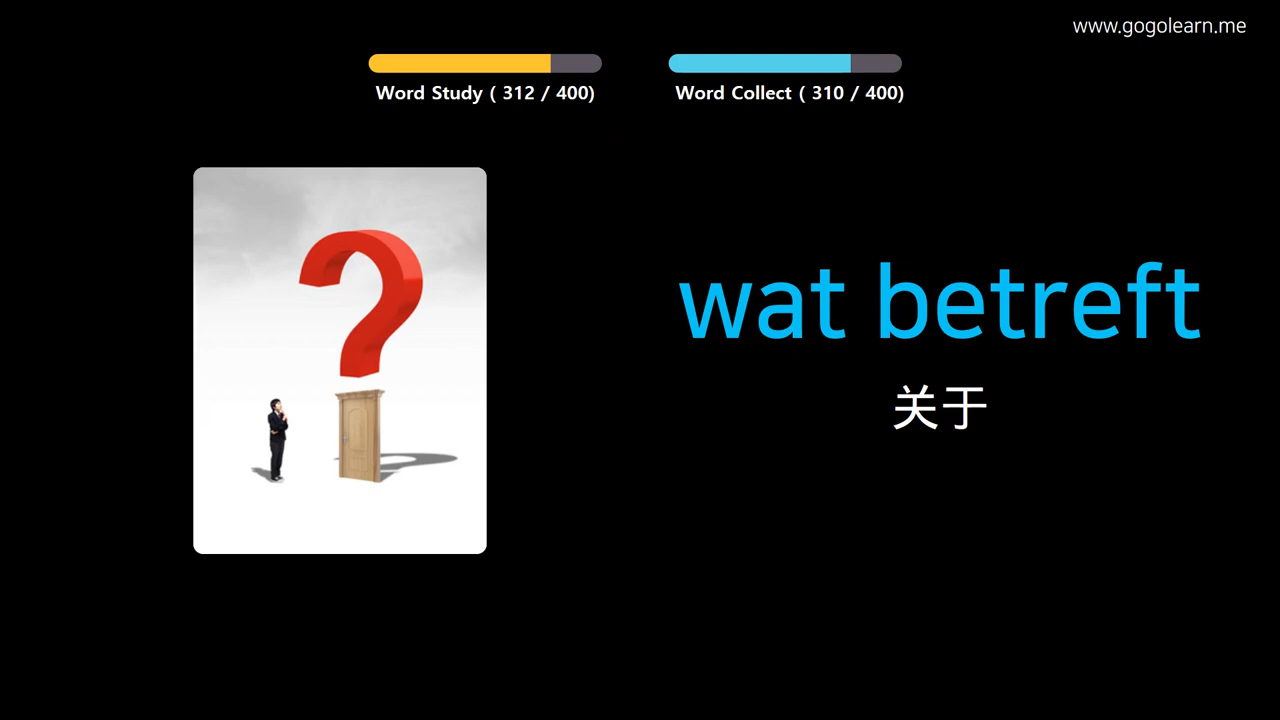 www.gogolearn.me
Word Study ( 312 / 400)
Word Collect ( 310 / 400)
wat betreft
关于